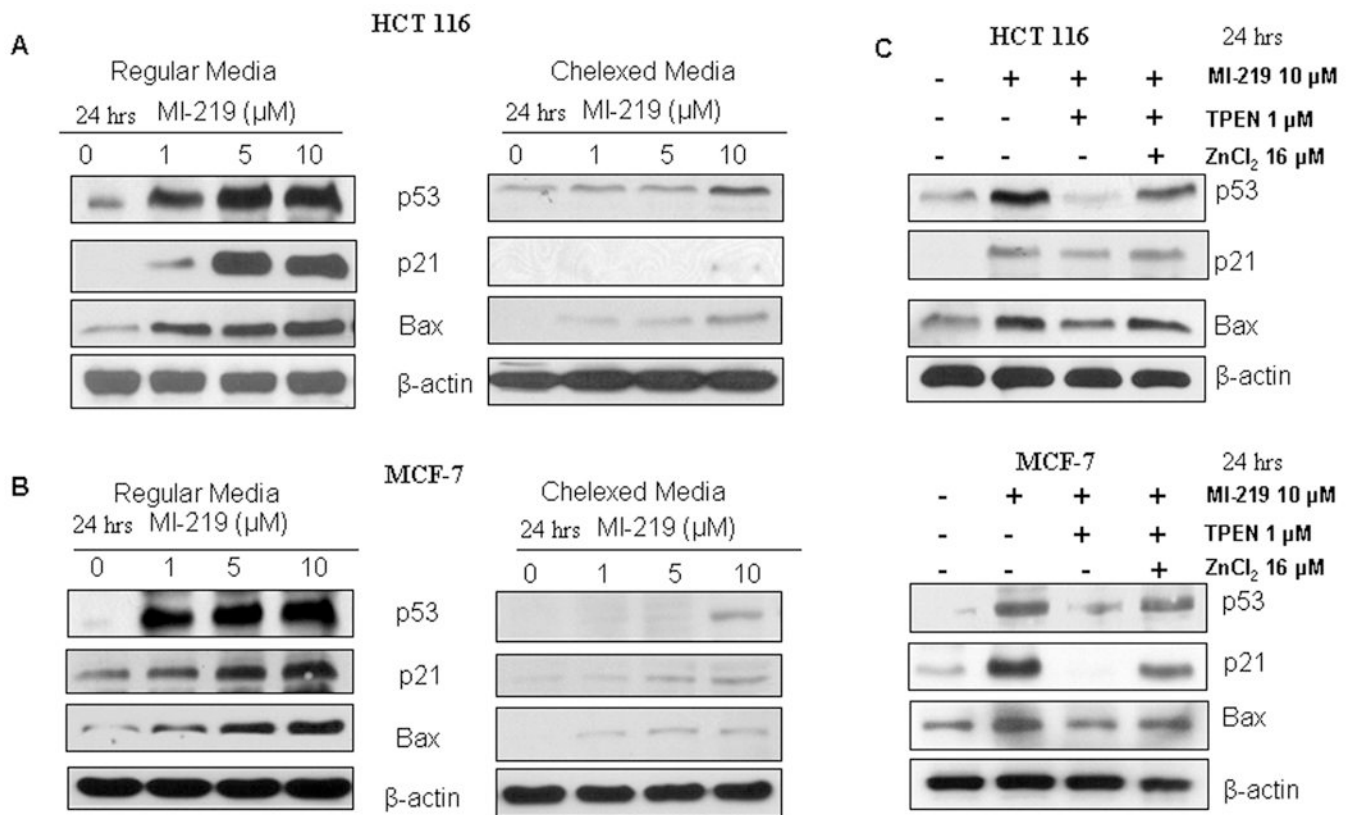 A
HCT 116
Regular Media
24 hrs MI-219 (µM)
0 1 5 10
Chelexed Media
24 hrs MI-219 (µM)
0 1 5 10
p53
p21
Bax
β-actin
B
MCF-7
Regular Media
24 hrs MI-219 (µM)
0 1 5 10
Chelexed Media
24 hrs MI-219 (µM)
0 1 5 10
p53
p21
Bax
β-actin
C
HCT 116 24 hrs
- + + + MI-219 10 µM
- - + + TPEN 1 µM
- - - + ZnCl₂ 16 µM
p53
p21
Bax
β-actin
MCF-7 24 hrs
- + + + MI-219 10 µM
- - + + TPEN 1 µM
- - - + ZnCl₂ 16 µM
p53
p21
Bax
β-actin